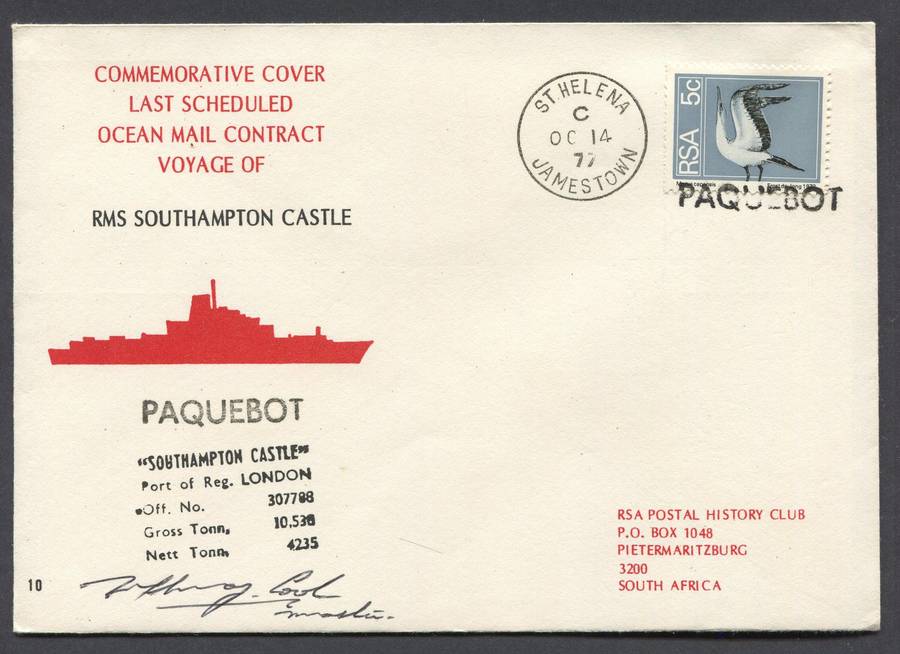 COMMEMORATIVE COVER
LAST SCHEDULED
OCEAN MAIL CONTRACT
VOYAGE OF
RMS SOUTHAMPTON CASTLE
ST. HELENA
C
OC 14
77
JAMESTOWN
RSA 5c
PAQUEBOT
PAQUEBOT
"SOUTHAMPTON CASTLE"
Port of Reg. LONDON
Off. No. 307788
Gross Tonn, 10,538
Nett Tonn, 4235
10
Master.
RSA POSTAL HISTORY CLUB
P.O. BOX 1048
PIETERMARITZBURG
3200
SOUTH AFRICA